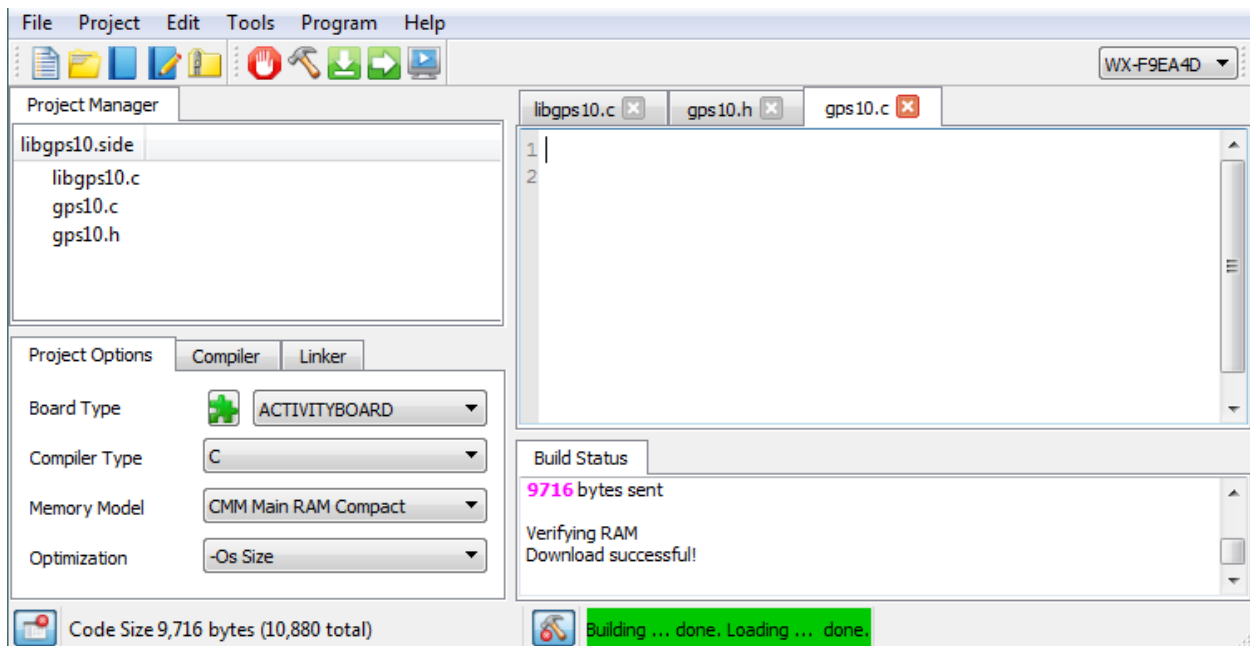 File Project Edit Tools Program Help
WX-F9EA4D
Project Manager
libgps10.side
libgps10.c
gps10.c
gps10.h
Project Options Compiler Linker
Board Type ACTIVITYBOARD
Compiler Type C
Memory Model CMM Main RAM Compact
Optimization -Os Size
libgps10.c gps10.h gps10.c
1
2
Build Status
9716 bytes sent
Verifying RAM
Download successful!
Code Size 9,716 bytes (10,880 total)
Building ... done. Loading ... done.